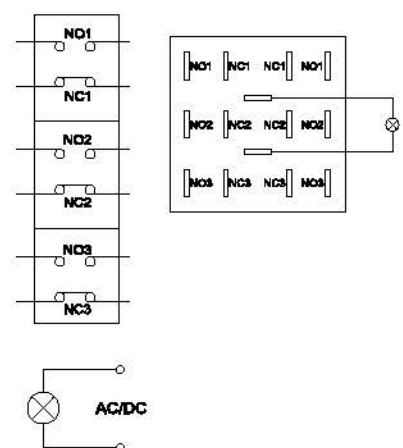 NO1
NC1
NO2
NC2
NO3
NC3
NO1 NC1 NC1 NO1
NO2 NC2 NC2 NO2
NO3 NC3 NC3 NO3
AC/DC